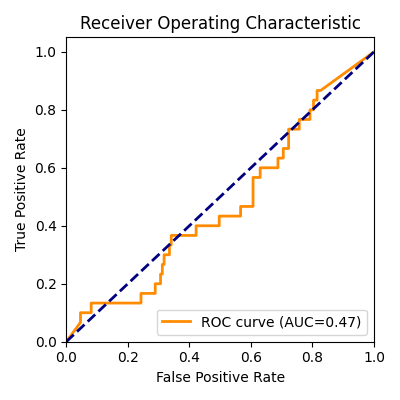 Receiver Operating Characteristic
True Positive Rate
1.0
0.8
0.6
0.4
0.2
0.0
ROC curve (AUC=0.47)
0.0 0.2 0.4 0.6 0.8 1.0
False Positive Rate